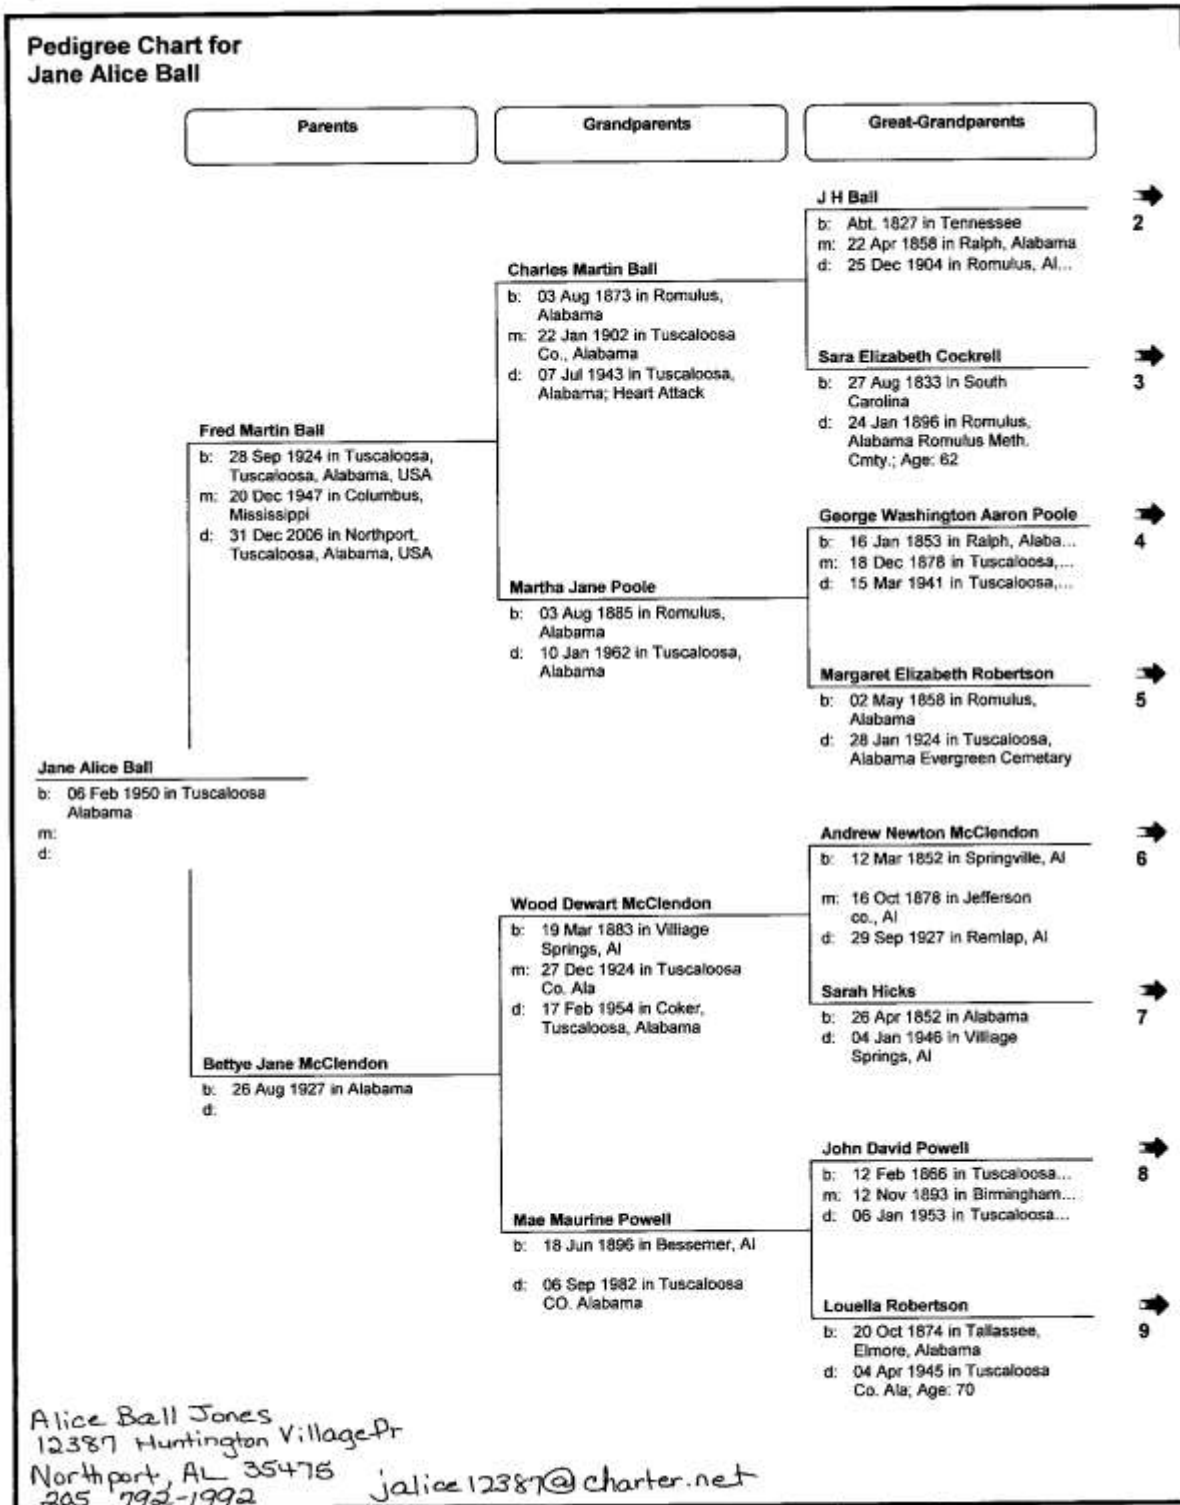 Pedigree Chart for
Jane Alice Ball
Parents
Grandparents
Great-Grandparents
J H Ball
b: Abt. 1827 in Tennessee
m: 22 Apr 1858 in Ralph, Alabama
d: 25 Dec 1904 in Romulus, Al...
2
Charles Martin Ball
b: 03 Aug 1873 in Romulus,
Alabama
m: 22 Jan 1902 in Tuscaloosa
Co., Alabama
d: 07 Jul 1943 in Tuscaloosa,
Alabama; Heart Attack
Sara Elizabeth Cockrell
b: 27 Aug 1833 in South
Carolina
d: 24 Jan 1896 in Romulus,
Alabama Romulus Meth.
Cmty.; Age: 62
3
Fred Martin Ball
b: 28 Sep 1924 in Tuscaloosa,
Tuscaloosa, Alabama, USA
m: 20 Dec 1947 in Columbus,
Mississippi
d: 31 Dec 2006 in Northport,
Tuscaloosa, Alabama, USA
George Washington Aaron Poole
b: 16 Jan 1853 in Ralph, Alaba...
m: 18 Dec 1878 in Tuscaloosa,...
d: 15 Mar 1941 in Tuscaloosa,...
4
Martha Jane Poole
b: 03 Aug 1885 in Romulus,
Alabama
d: 10 Jan 1962 in Tuscaloosa,
Alabama
Margaret Elizabeth Robertson
b: 02 May 1858 in Romulus,
Alabama
d: 28 Jan 1924 in Tuscaloosa,
Alabama Evergreen Cemetary
5
Jane Alice Ball
b: 06 Feb 1950 in Tuscaloosa
Alabama
m:
d:
Andrew Newton McClendon
b: 12 Mar 1852 in Springville, Al
m: 16 Oct 1878 in Jefferson
co., Al
d: 29 Sep 1927 in Remlap, Al
6
Wood Dewart McClendon
b: 19 Mar 1883 in Villiage
Springs, Al
m: 27 Dec 1924 in Tuscaloosa
Co. Ala
d: 17 Feb 1954 in Coker,
Tuscaloosa, Alabama
Sarah Hicks
b: 26 Apr 1852 in Alabama
d: 04 Jan 1946 in Villiage
Springs, Al
7
Bettye Jane McClendon
b: 26 Aug 1927 in Alabama
d:
John David Powell
b: 12 Feb 1866 in Tuscaloosa...
m: 12 Nov 1893 in Birmingham...
d: 06 Jan 1953 in Tuscaloosa...
8
Mae Maurine Powell
b: 18 Jun 1896 in Bessemer, Al
d: 06 Sep 1982 in Tuscaloosa
CO. Alabama
Louella Robertson
b: 20 Oct 1874 in Tallassee,
Elmore, Alabama
d: 04 Apr 1945 in Tuscaloosa
Co. Ala; Age: 70
9
Alice Ball Jones
12387 Huntington Village Dr
Northport, AL 35475
205 792-1992
jalice12387@charter.net